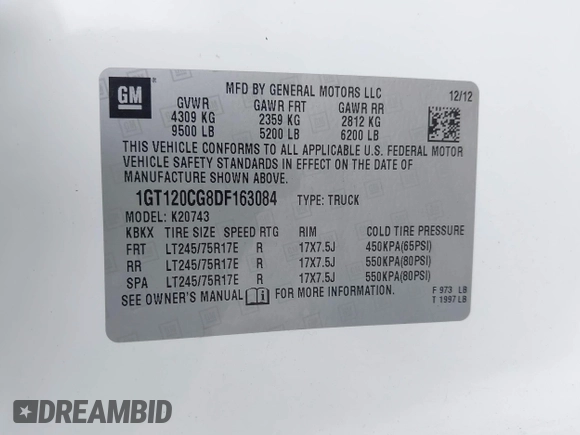 GM
MFD BY GENERAL MOTORS LLC
12/12
GVWR GAWR FRT GAWR RR
4309 KG 2359 KG 2812 KG
9500 LB 5200 LB 6200 LB
THIS VEHICLE CONFORMS TO ALL APPLICABLE U.S. FEDERAL MOTOR
VEHICLE SAFETY STANDARDS IN EFFECT ON THE DATE OF
MANUFACTURE SHOWN ABOVE.
1GT120CG8DF163084 TYPE: TRUCK
MODEL: K20743
KBKX TIRE SIZE SPEED RTG RIM COLD TIRE PRESSURE
FRT LT245/75R17E R 17X7.5J 450KPA(65PSI)
RR LT245/75R17E R 17X7.5J 550KPA(80PSI)
SPA LT245/75R17E R 17X7.5J 550KPA(80PSI)
SEE OWNER'S MANUAL FOR MORE INFORMATION.
F 973 LB
T 1997 LB
DREAMBID